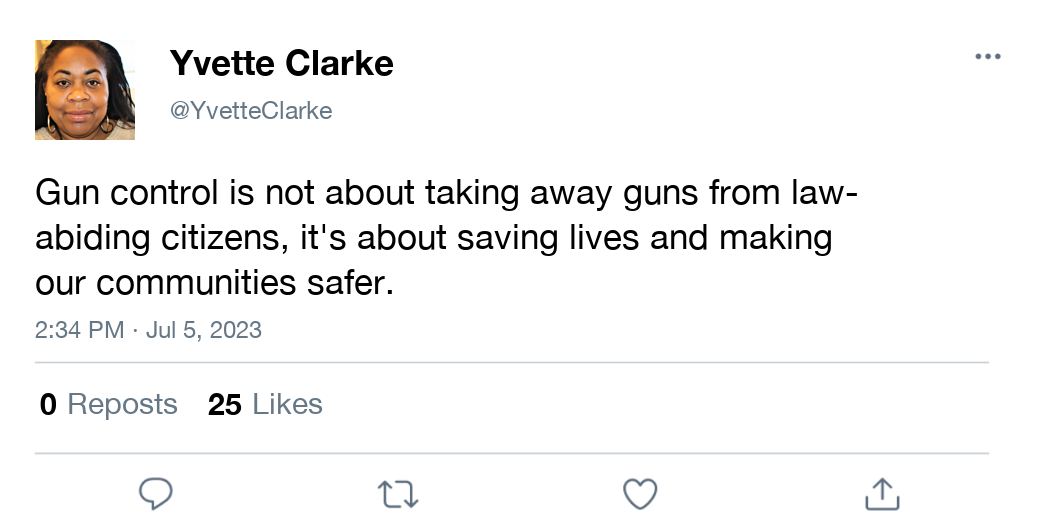 Yvette Clarke
@YvetteClarke
Gun control is not about taking away guns from law-
abiding citizens, it's about saving lives and making
our communities safer.
2:34 PM · Jul 5, 2023
0 Reposts 25 Likes